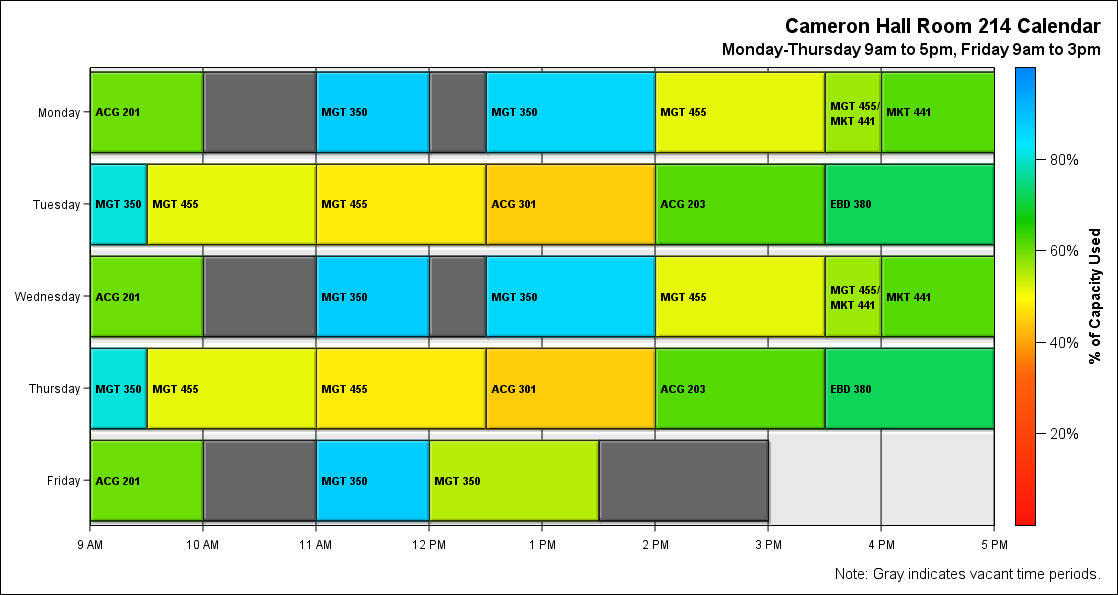 Cameron Hall Room 214 Calendar
Monday-Thursday 9am to 5pm, Friday 9am to 3pm
Monday
ACG 201
MGT 350
MGT 350
MGT 455
MGT 455/
MKT 441
MKT 441
Tuesday
MGT 350
MGT 455
MGT 455
ACG 301
ACG 203
EBD 380
Wednesday
ACG 201
MGT 350
MGT 350
MGT 455
MGT 455/
MKT 441
MKT 441
Thursday
MGT 350
MGT 455
MGT 455
ACG 301
ACG 203
EBD 380
Friday
ACG 201
MGT 350
MGT 350
9 AM
10 AM
11 AM
12 PM
1 PM
2 PM
3 PM
4 PM
5 PM
80%
60%
40%
20%
% of Capacity Used
Note: Gray indicates vacant time periods.